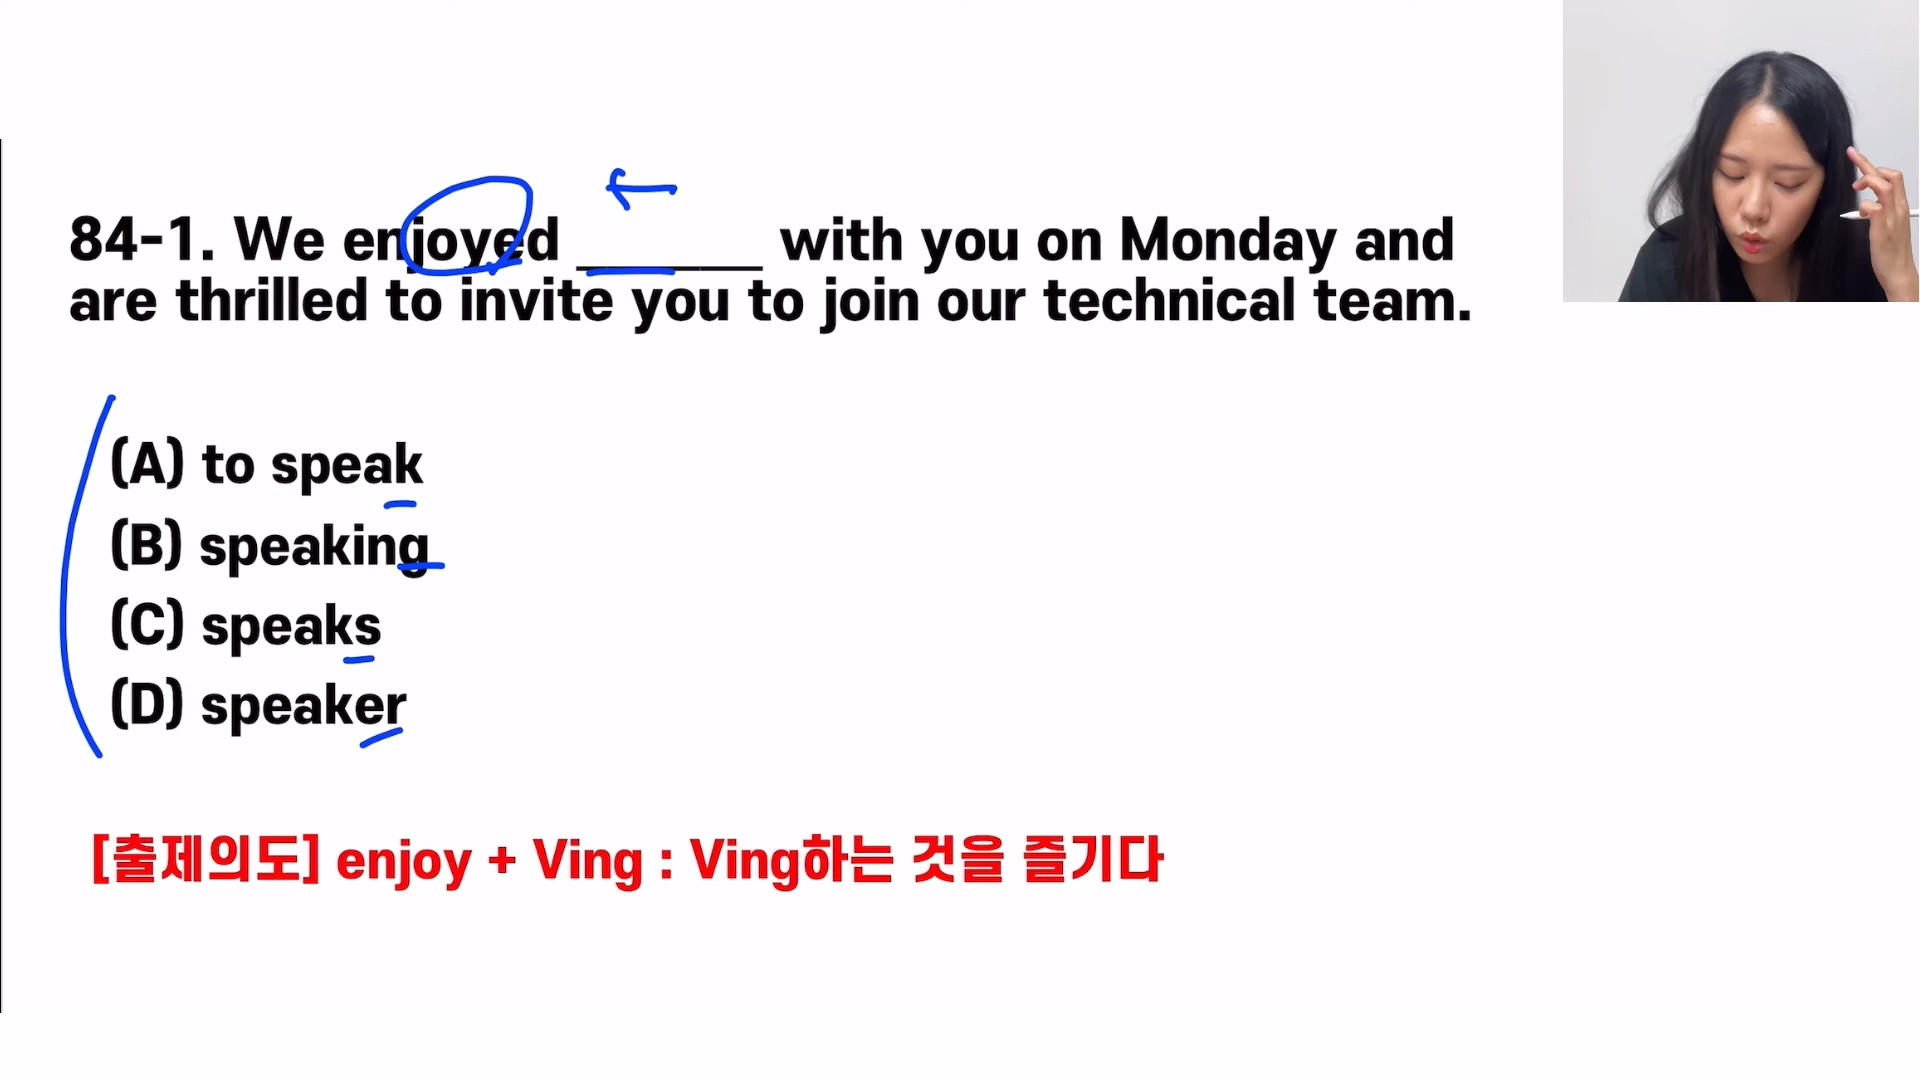 84-1. We enjoyed _______ with you on Monday and
are thrilled to invite you to join our technical team.
(A) to speak
(B) speaking
(C) speaks
(D) speaker
[출제의도] enjoy + Ving : Ving하는 것을 즐기다